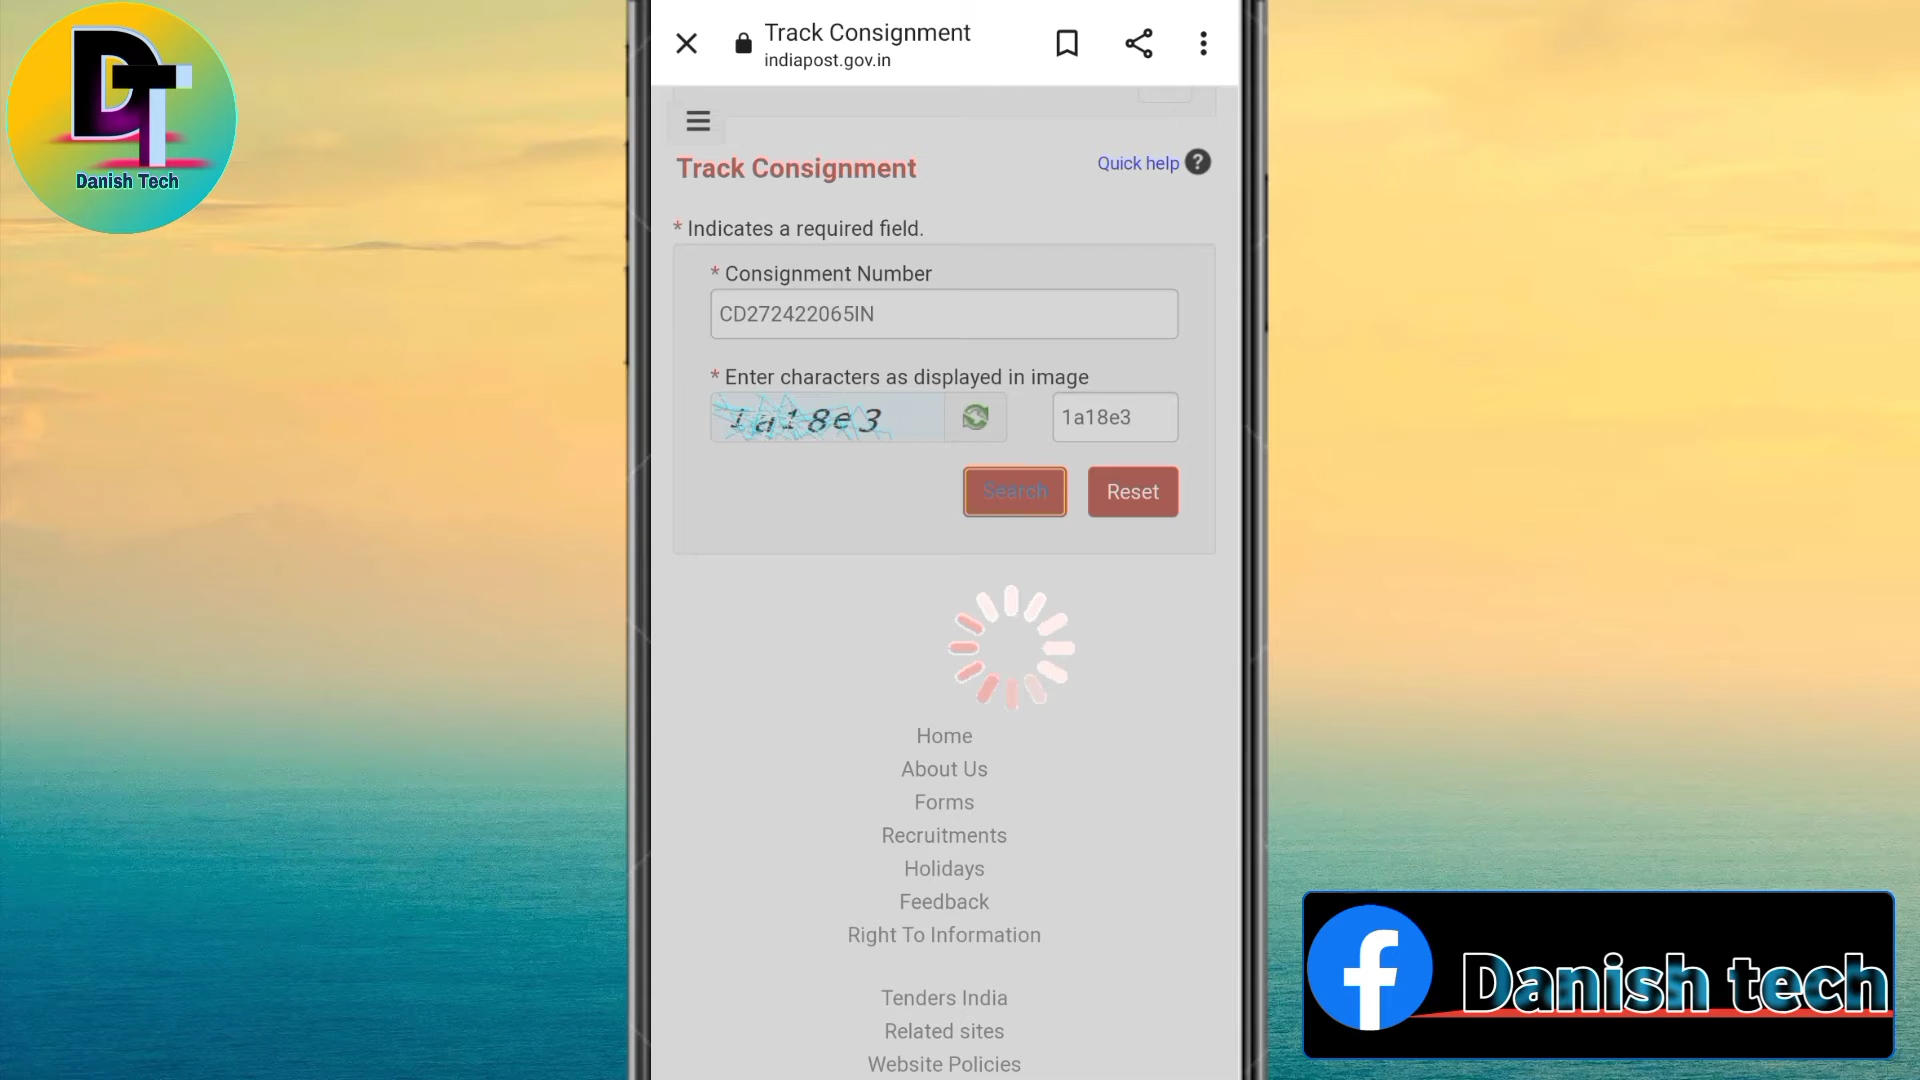 DT
Danish Tech
Track Consignment
indiapost.gov.in
Track Consignment
Quick help ?
* Indicates a required field.
* Consignment Number
CD272422065IN
* Enter characters as displayed in image
1a18e3
1a18e3
Search
Reset
Home
About Us
Forms
Recruitments
Holidays
Feedback
Right To Information
Tenders India
Related sites
Website Policies
f Danish tech